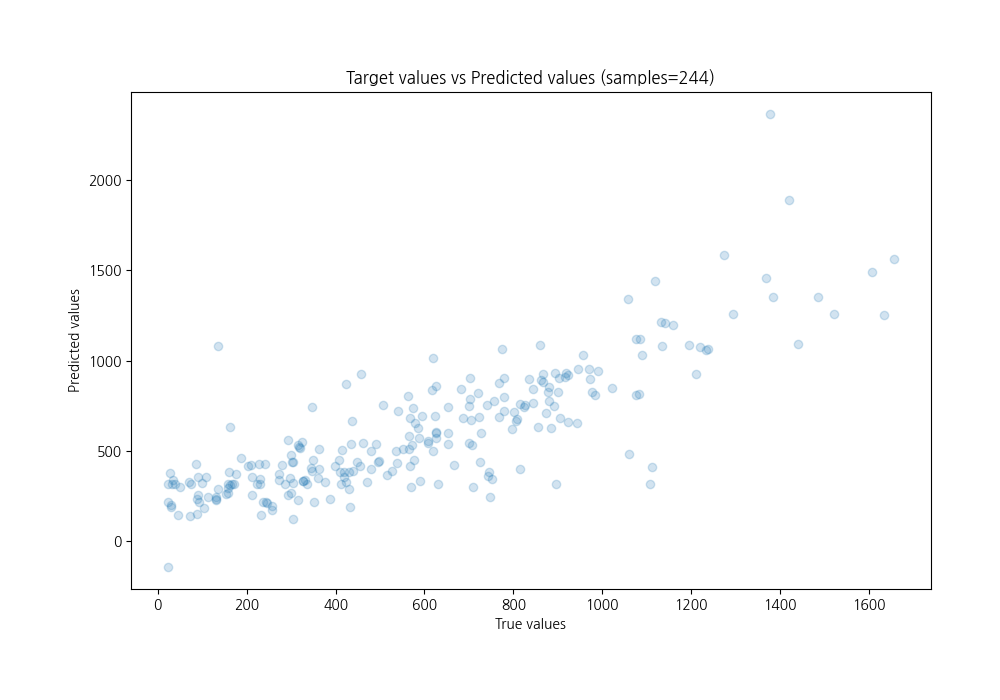 Target values vs Predicted values (samples=244)
Predicted values
2000
1500
1000
500
0
0 200 400 600 800 1000 1200 1400 1600
True values